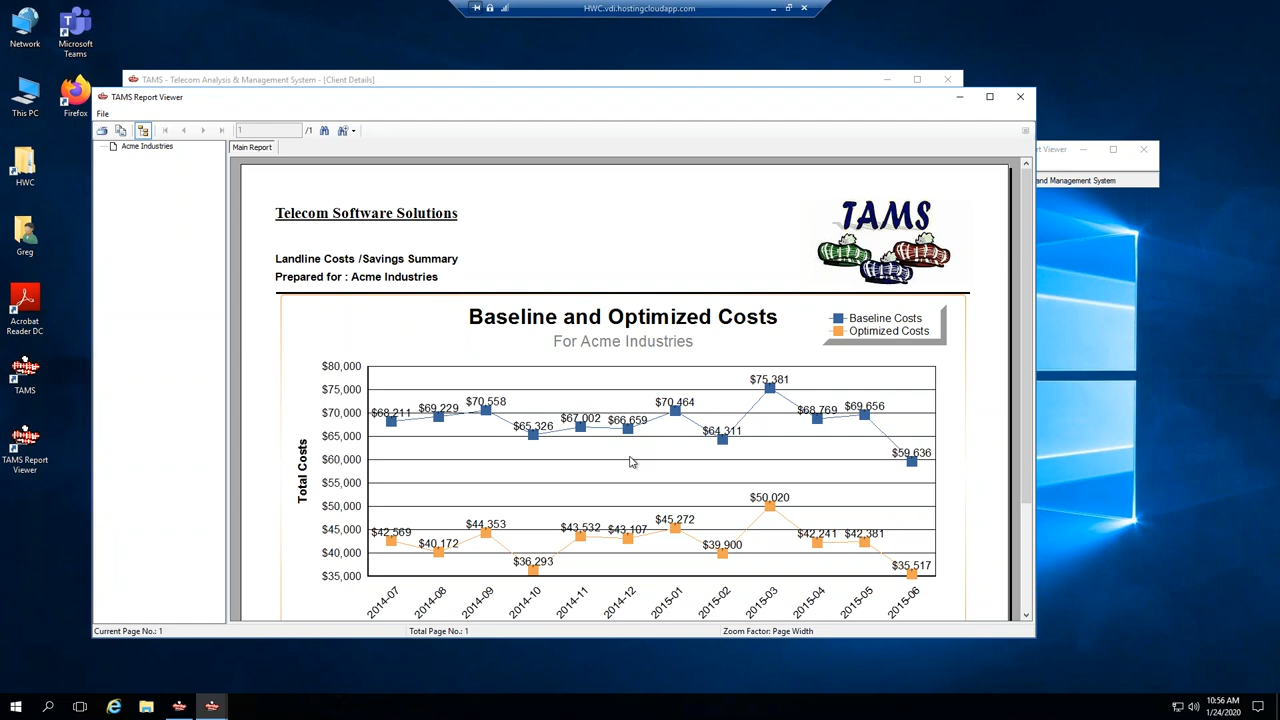 HWC.vdi.hostingcloudapp.com
Network
Microsoft
Teams
This PC
Firefox
HWC
Greg
Acrobat
Reader DC
TAMS
TAMS Report
Viewer
TAMS - Telecom Analysis & Management System - [Client Details]
TAMS Report Viewer
File
1
/1
Acme Industries
Main Report
rt Viewer
and Management System
Telecom Software Solutions
TAMS
Landline Costs /Savings Summary
Prepared for : Acme Industries
Baseline and Optimized Costs
For Acme Industries
Baseline Costs
Optimized Costs
Total Costs
$80,000
$75,000
$70,000
$65,000
$60,000
$55,000
$50,000
$45,000
$40,000
$35,000
$68,211
$69,229
$70,558
$65,326
$67,002
$66,659
$70,464
$64,311
$75,381
$68,769
$69,656
$59,636
$42,569
$40,172
$44,353
$36,293
$43,532
$43,107
$45,272
$39,900
$50,020
$42,241
$42,381
$35,517
2014-07
2014-08
2014-09
2014-10
2014-11
2014-12
2015-01
2015-02
2015-03
2015-04
2015-05
2015-06
Current Page No.: 1
Total Page No.: 1
Zoom Factor: Page Width
10:56 AM
1/24/2020